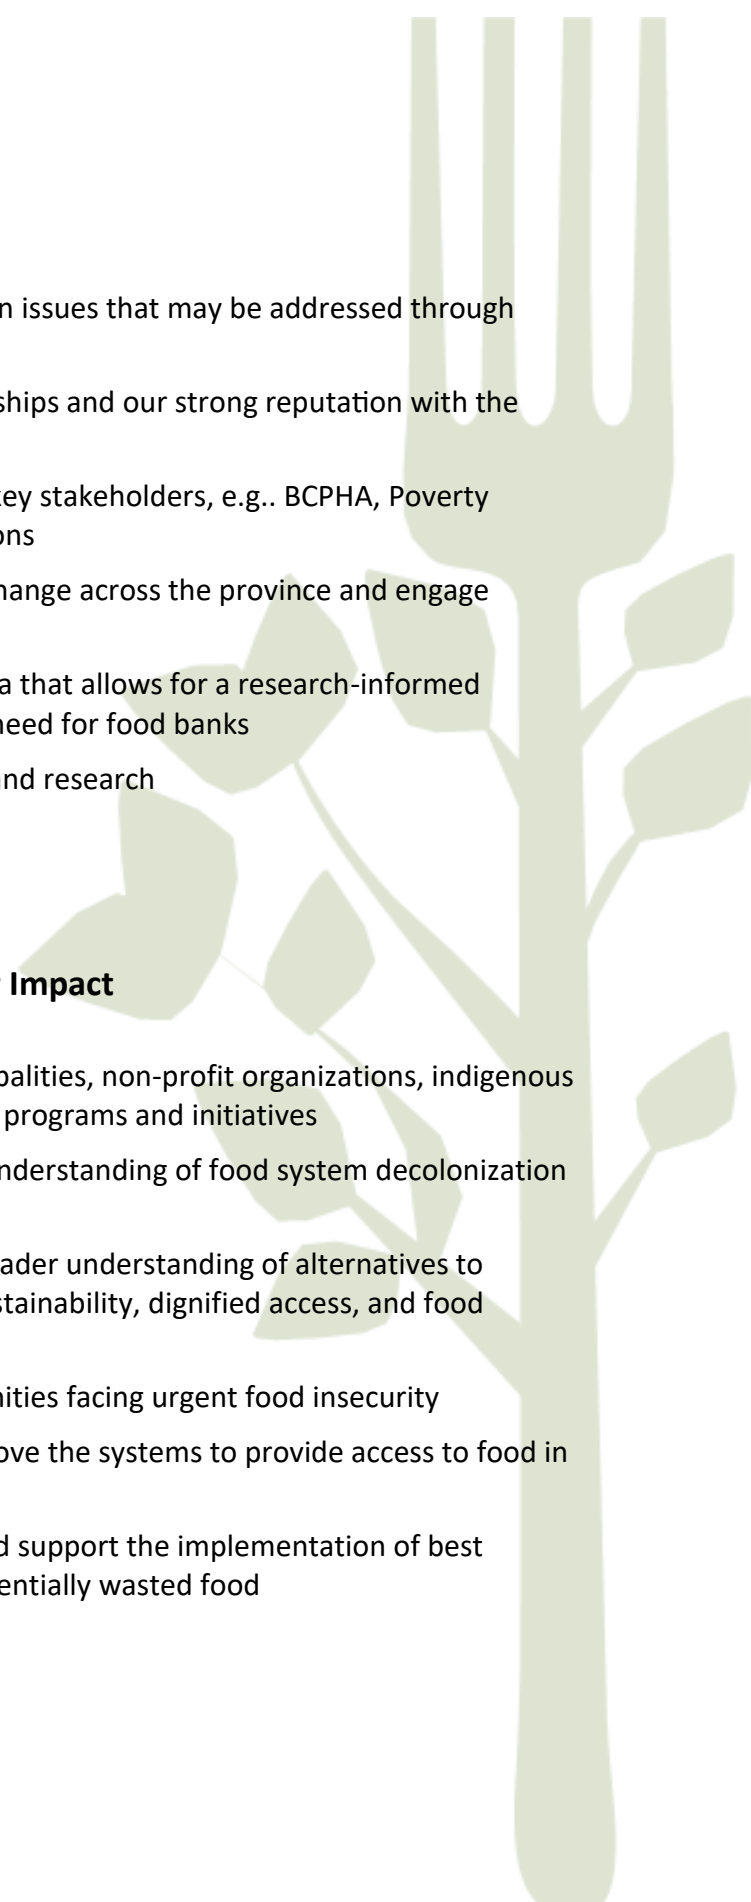 n issues that may be addressed through
ships and our strong reputation with the
key stakeholders, e.g.. BCPHA, Poverty
ons
hange across the province and engage
a that allows for a research-informed
need for food banks
and research
Impact
palities, non-profit organizations, indigenous
programs and initiatives
nderstanding of food system decolonization
ader understanding of alternatives to
stainability, dignified access, and food
nities facing urgent food insecurity
ove the systems to provide access to food in
d support the implementation of best
entially wasted food